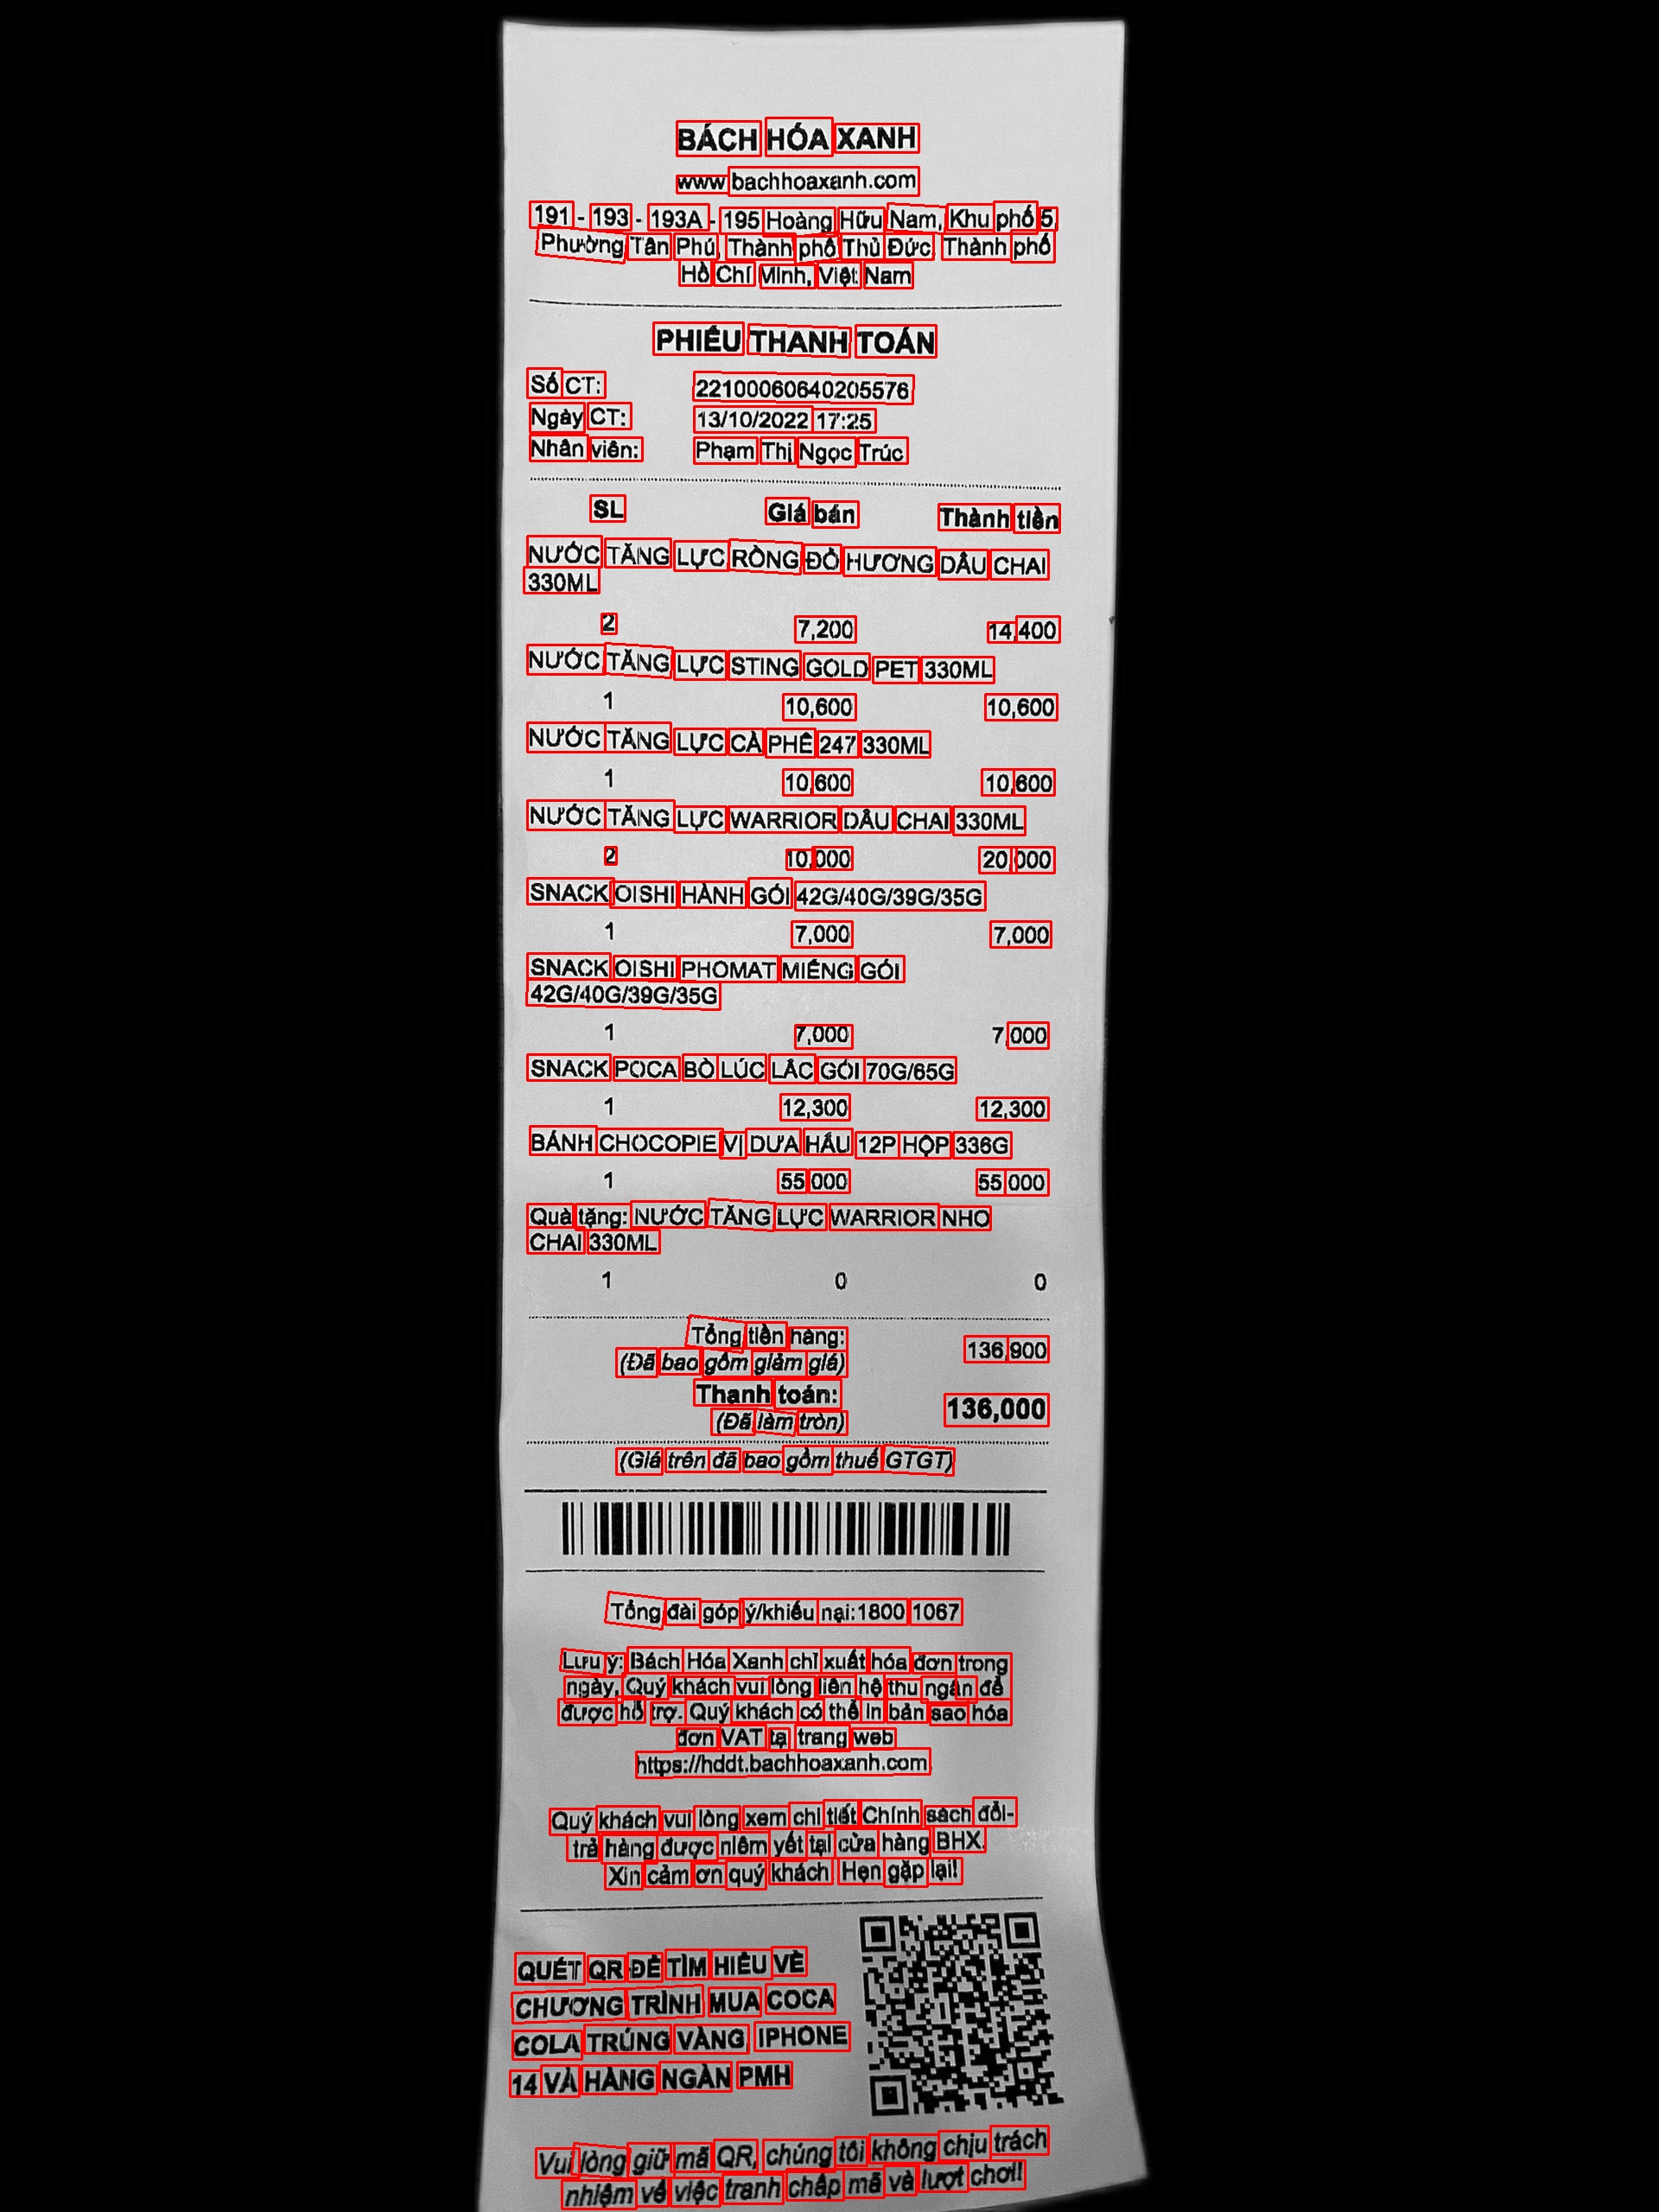 BÁCH HÓA XANH
www.bachhoaxanh.com
191 - 193 - 193A - 195 Hoàng Hữu Nam, Khu phố 5,
Phường Tân Phú, Thành phố Thủ Đức, Thành phố
Hồ Chí Minh, Việt Nam
PHIẾU THANH TOÁN
Số CT: 22100060640205576
Ngày CT: 13/10/2022 17:25
Nhân viên: Phạm Thị Ngọc Trúc
SL Giá bán Thành tiền
NƯỚC TĂNG LỰC RỒNG ĐỎ HƯƠNG DÂU CHAI
330ML
2 7,200 14,400
NƯỚC TĂNG LỰC STING GOLD PET 330ML
1 10,600 10,600
NƯỚC TĂNG LỰC CÀ PHÊ 247 330ML
1 10,600 10,600
NƯỚC TĂNG LỰC WARRIOR DÂU CHAI 330ML
2 10,000 20,000
SNACK OISHI HÀNH GÓI 42G/40G/39G/35G
1 7,000 7,000
SNACK OISHI PHOMAT MIẾNG GÓI
42G/40G/39G/35G
1 7,000 7,000
SNACK POCA BÒ LÚC LẮC GÓI 70G/65G
1 12,300 12,300
BÁNH CHOCOPIE VỊ DƯA HẤU 12P HỘP 336G
1 55,000 55,000
Quà tặng: NƯỚC TĂNG LỰC WARRIOR NHO
CHAI 330ML
1 0 0
Tổng tiền hàng: 136,900
(Đã bao gồm giảm giá)
Thanh toán: 136,000
(Đã làm tròn)
(Giá trên đã bao gồm thuế GTGT)
Tổng đài góp ý/khiếu nại:1800 1067
Lưu ý: Bách Hóa Xanh chỉ xuất hóa đơn trong
ngày, Quý khách vui lòng liên hệ thu ngân để
được hỗ trợ. Quý khách có thể in bản sao hóa
đơn VAT tại trang web
https://hddt.bachhoaxanh.com
Quý khách vui lòng xem chi tiết Chính sách đổi-
trả hàng được niêm yết tại cửa hàng BHX.
Xin cảm ơn quý khách Hẹn gặp lại!
QUÉT QR ĐỂ TÌM HIỂU VỀ
CHƯƠNG TRÌNH MUA COCA
COLA TRÚNG VÀNG, IPHONE
14 VÀ HÀNG NGÀN PMH
Vui lòng giữ mã QR, chúng tôi không chịu trách
nhiệm về việc tranh chấp mã và lượt chơi!